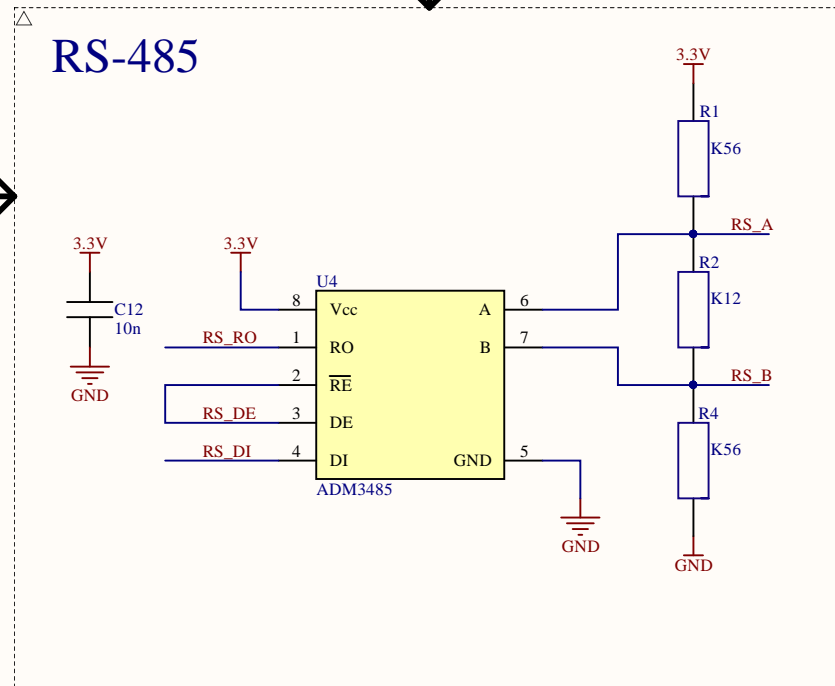 RS-485
3.3V
R1
K56
RS_A
R2
K12
RS_B
R4
K56
GND
3.3V
C12
10n
GND
3.3V
U4
8 Vcc A 6
RS_RO 1 RO B 7
2 RE
RS_DE 3 DE
RS_DI 4 DI GND 5
ADM3485
GND